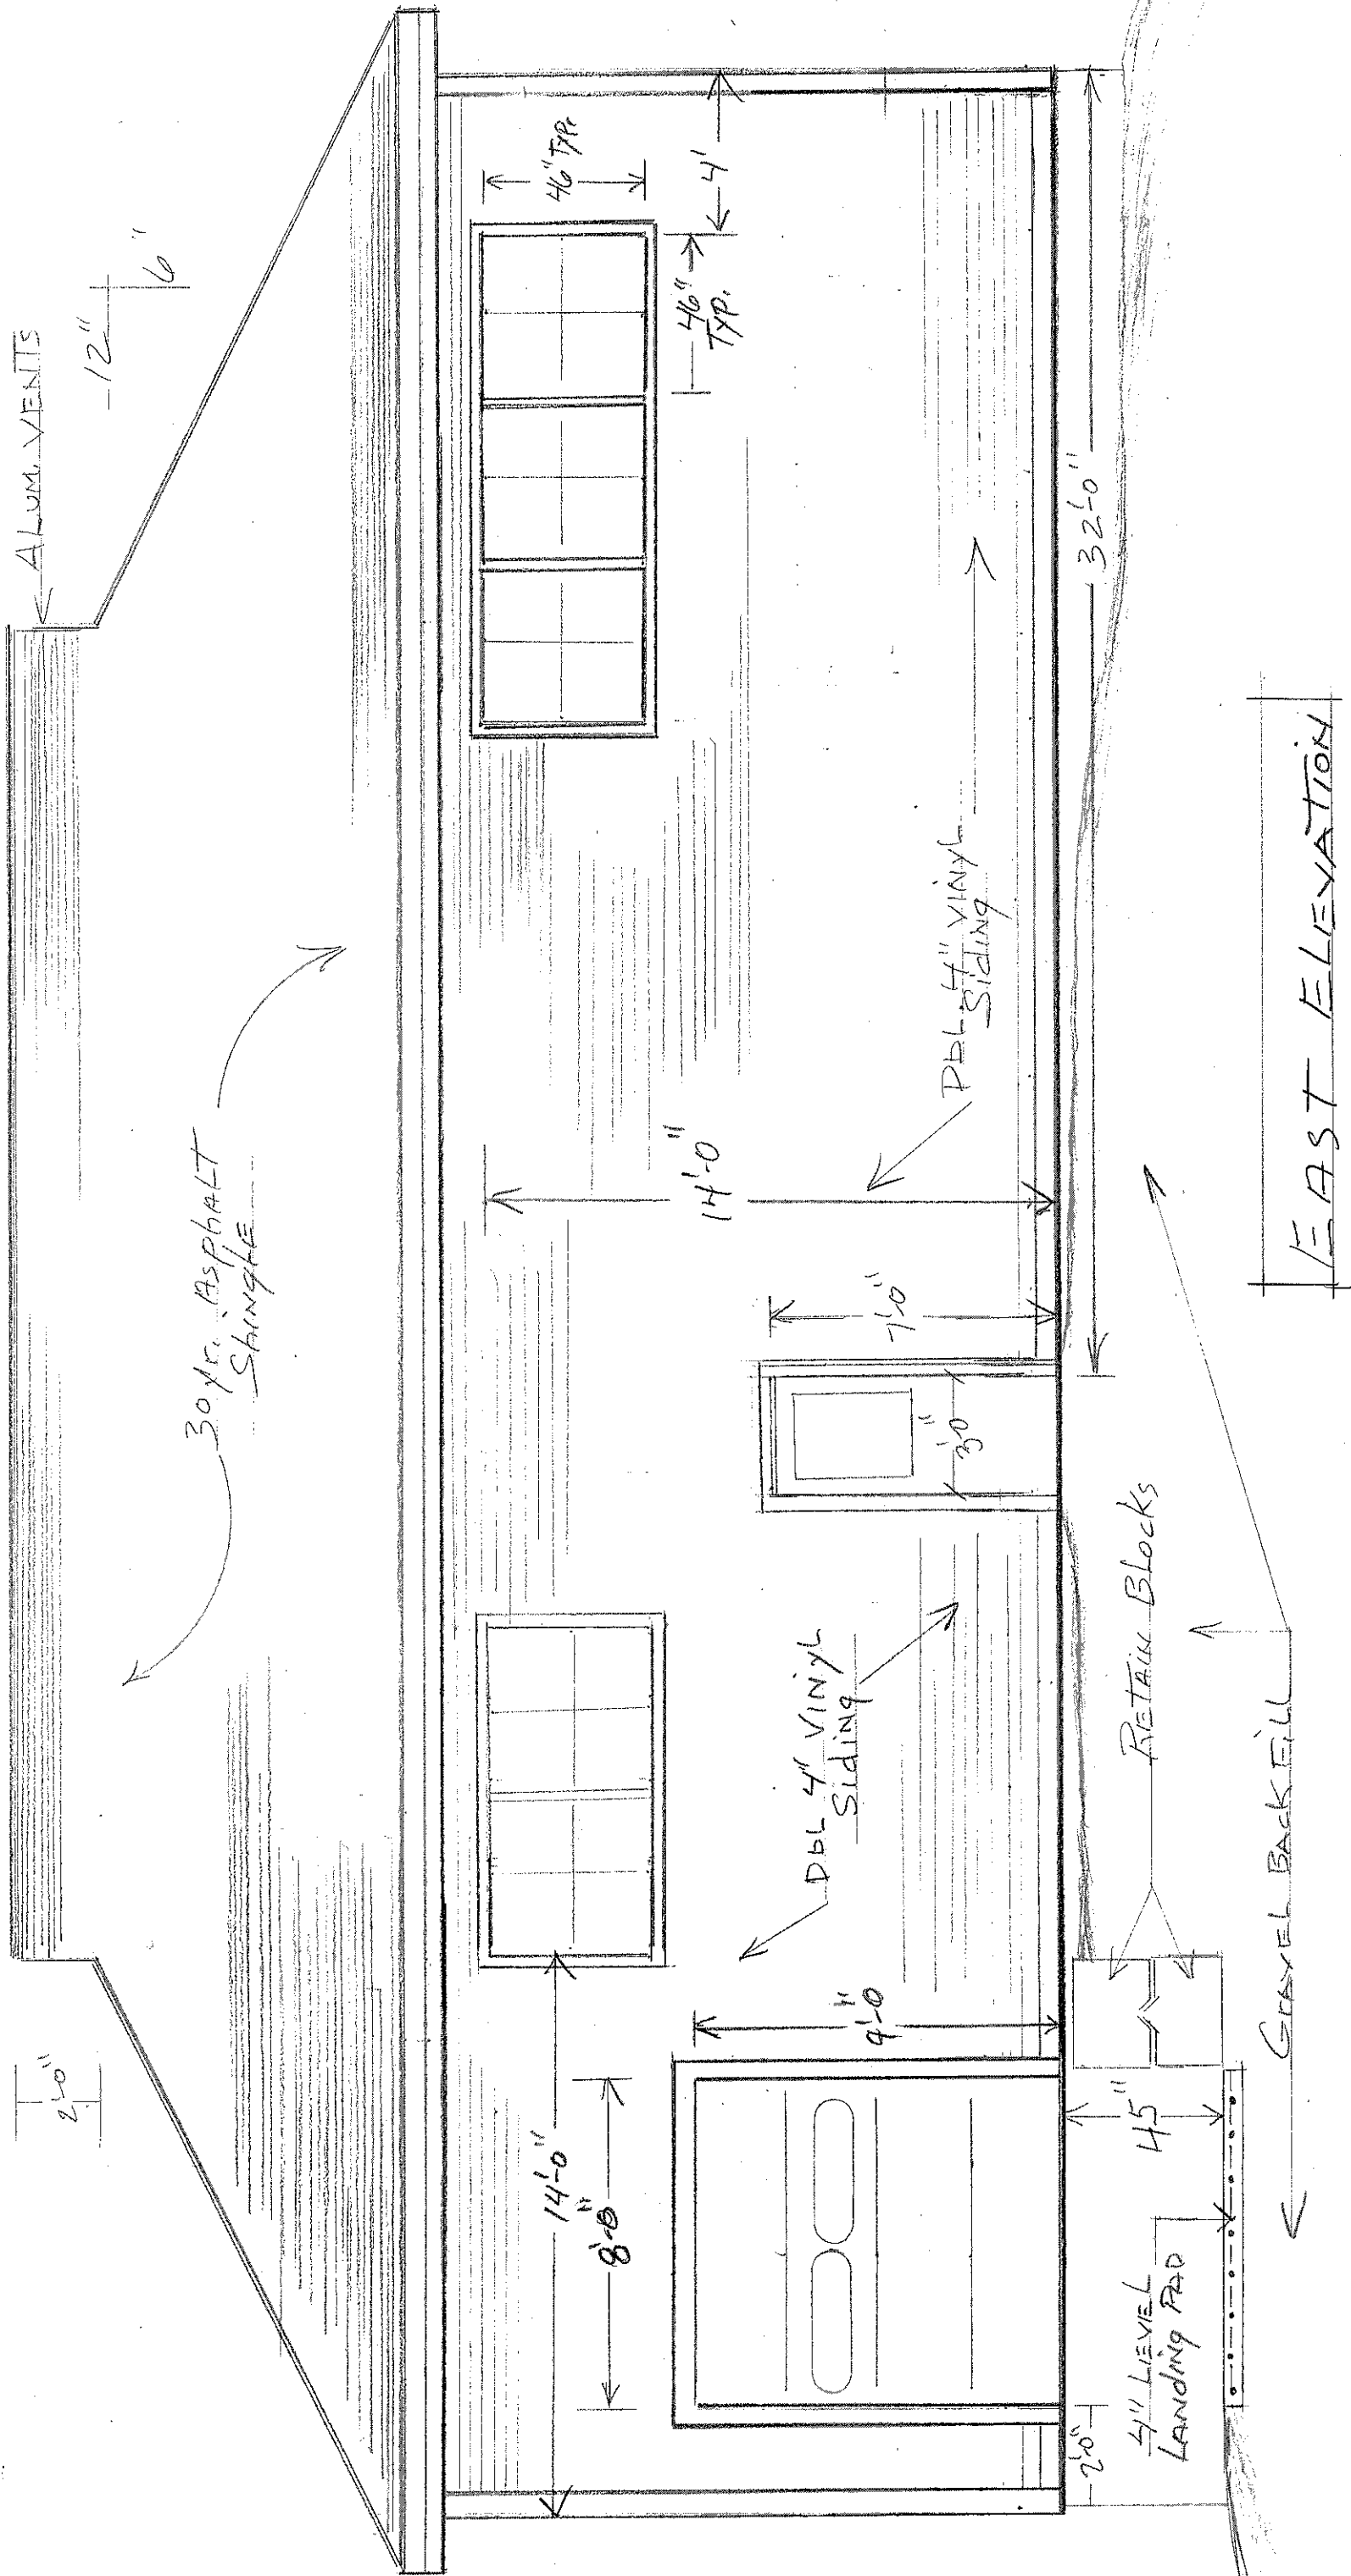 ALUM. VENTS
12"
6"
2'-0"
30 yr. Asphalt
Shingle
46" TYP.
46"
TYP.
4'
14'-0"
8'-0"
14'-0"
DbL 4" VINYL
Siding
DbL 4" VINYL
Siding
9'-0"
7'-0"
3'-0"
32'-0"
2'-0"
45"
4" LEVEL
LANDING PAD
RETAIN Blocks
GRAVEL BACKFILL
EAST ELEVATION